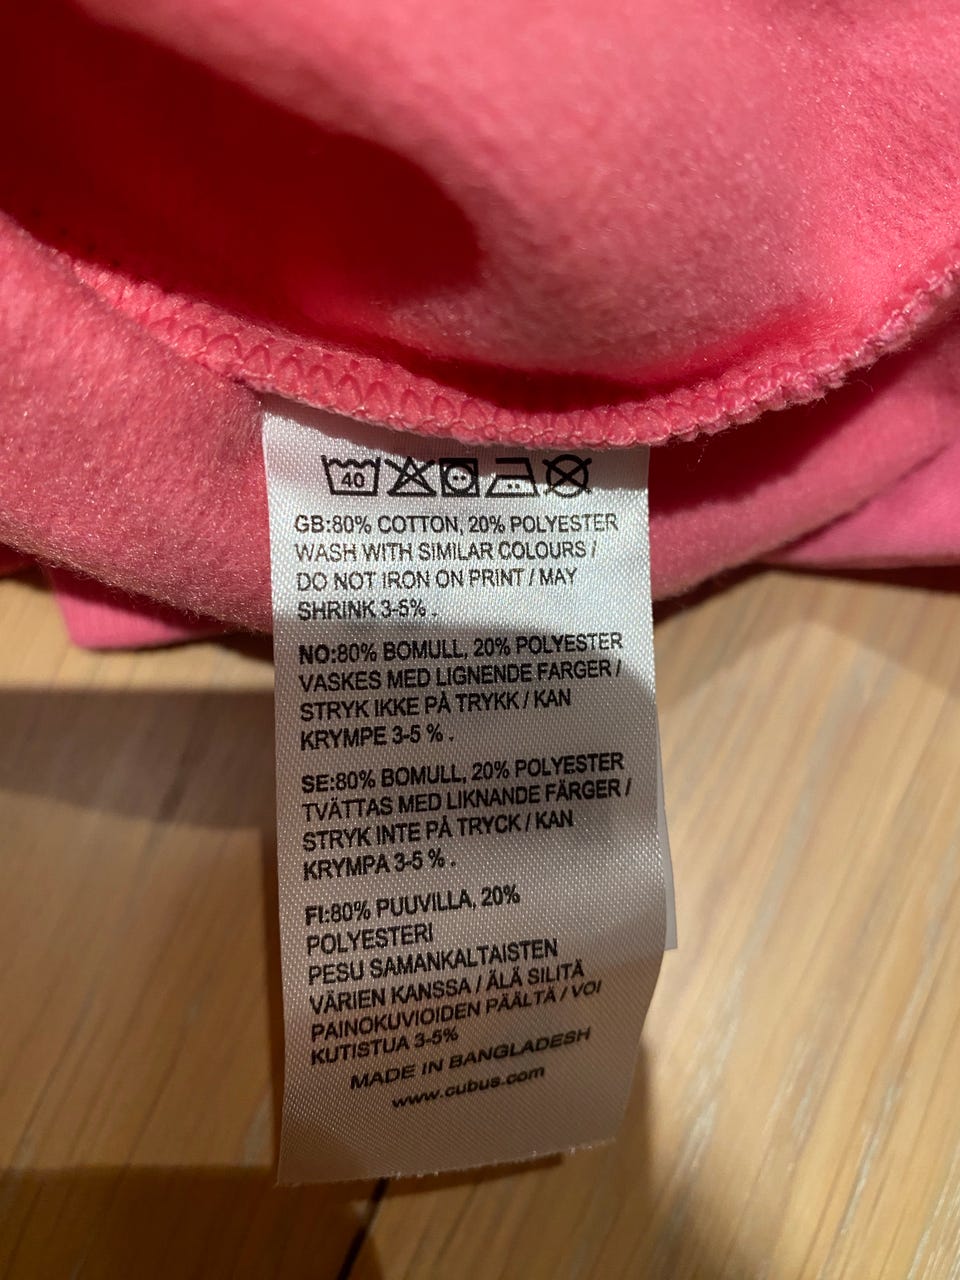 40
GB:80% COTTON, 20% POLYESTER
WASH WITH SIMILAR COLOURS /
DO NOT IRON ON PRINT / MAY
SHRINK 3-5% .
NO:80% BOMULL, 20% POLYESTER
VASKES MED LIGNENDE FARGER /
STRYK IKKE PÅ TRYKK / KAN
KRYMPE 3-5 % .
SE:80% BOMULL, 20% POLYESTER
TVÄTTAS MED LIKNANDE FÄRGER /
STRYK INTE PÅ TRYCK / KAN
KRYMPA 3-5 % .
FI:80% PUUVILLA, 20%
POLYESTERI
PESU SAMANKALTAISTEN
VÄRIEN KANSSA / ÄLÄ SILITÄ
PAINOKUVIOIDEN PÄÄLTÄ / VOI
KUTISTUA 3-5%
MADE IN BANGLADESH
www.cubus.com